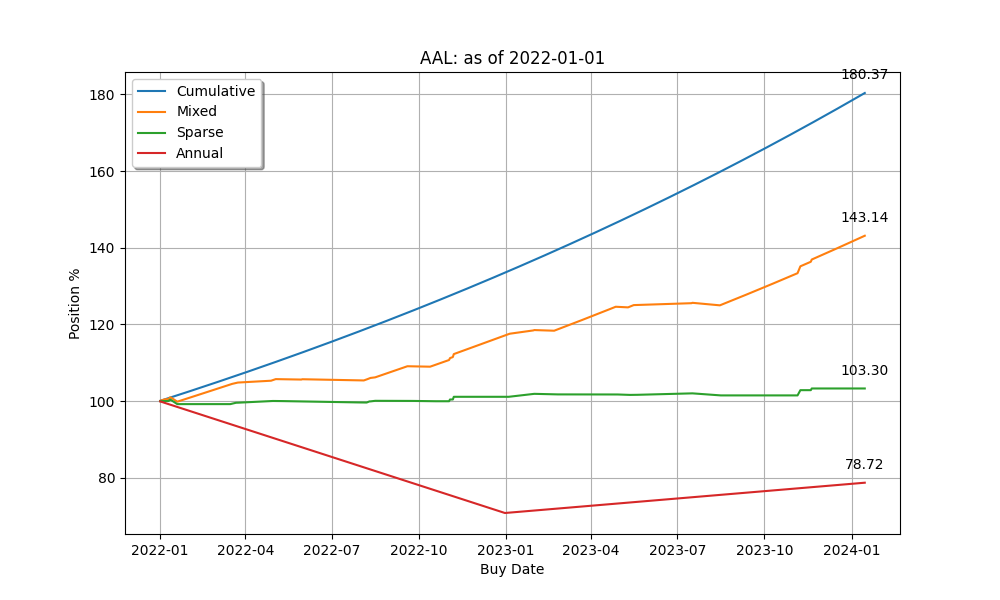 AAL: as of 2022-01-01
180.37
180
Cumulative
Mixed
Sparse
Annual
160
143.14
140
120
103.30
100
78.72
80
Position %
2022-01 2022-04 2022-07 2022-10 2023-01 2023-04 2023-07 2023-10 2024-01
Buy Date